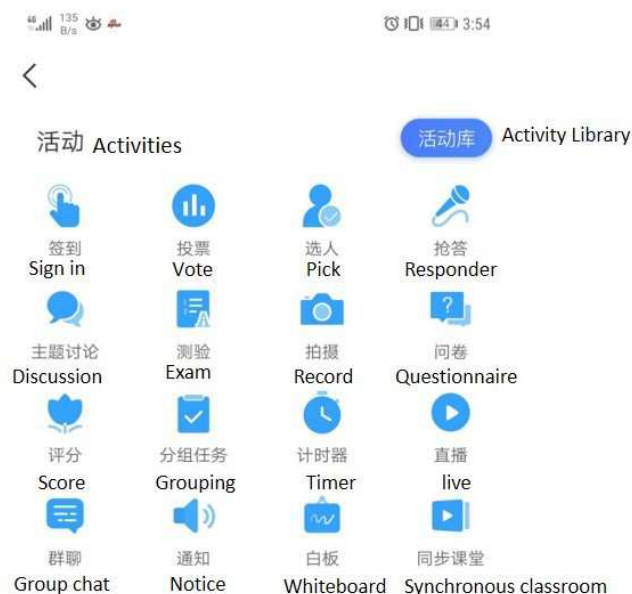 46 135 B/s 44 3:54
活动 Activities 活动库 Activity Library
签到 投票 选人 抢答
Sign in Vote Pick Responder
主题讨论 测验 拍摄 问卷
Discussion Exam Record Questionnaire
评分 分组任务 计时器 直播
Score Grouping Timer live
群聊 通知 白板 同步课堂
Group chat Notice Whiteboard Synchronous classroom